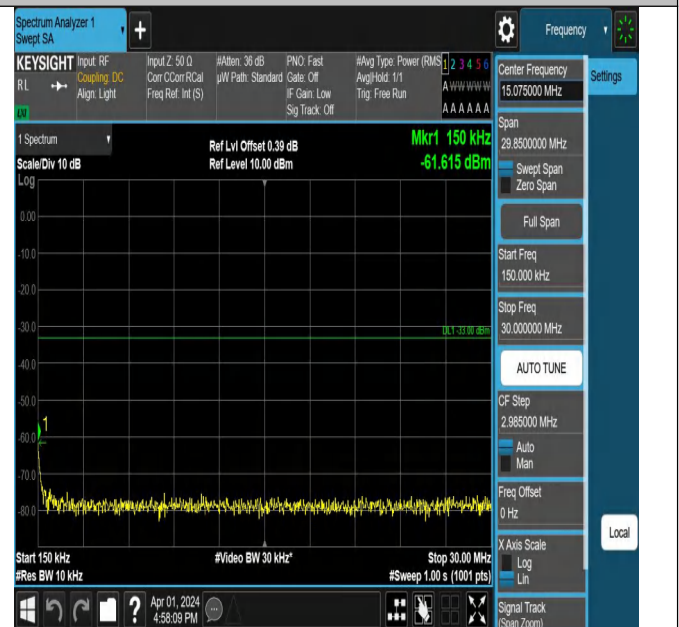 Spectrum Analyzer 1
Swept SA
+
Frequency
KEYSIGHT
RL
Input: RF
Coupling: DC
Align: Light
Input Z: 50 Ω
Corr CCorr RCal
Freq Ref: Int (S)
#Atten: 36 dB
µW Path: Standard
PNO: Fast
Gate: Off
IF Gain: Low
Sig Track: Off
#Avg Type: Power (RMS
Avg|Hold: 1/1
Trig: Free Run
1 2 3 4 5 6
A W W W W W
A A A A A A
LXI
1 Spectrum
Scale/Div 10 dB
Log
Ref Lvl Offset 0.39 dB
Ref Level 10.00 dBm
Mkr1 150 kHz
-61.615 dBm
0.00
-10.0
-20.0
-30.0
DL1 -33.00 dBm
-40.0
-50.0
1
-60.0
-70.0
-80.0
Start 150 kHz
#Res BW 10 kHz
#Video BW 30 kHz*
Stop 30.00 MHz
#Sweep 1.00 s (1001 pts)
Apr 01, 2024
4:58:09 PM
?
Center Frequency
15.075000 MHz
Settings
Span
29.8500000 MHz
Swept Span
Zero Span
Full Span
Start Freq
150.000 kHz
Stop Freq
30.000000 MHz
AUTO TUNE
CF Step
2.985000 MHz
Auto
Man
Freq Offset
0 Hz
Local
X Axis Scale
Log
Lin
Signal Track
(Span Zoom)